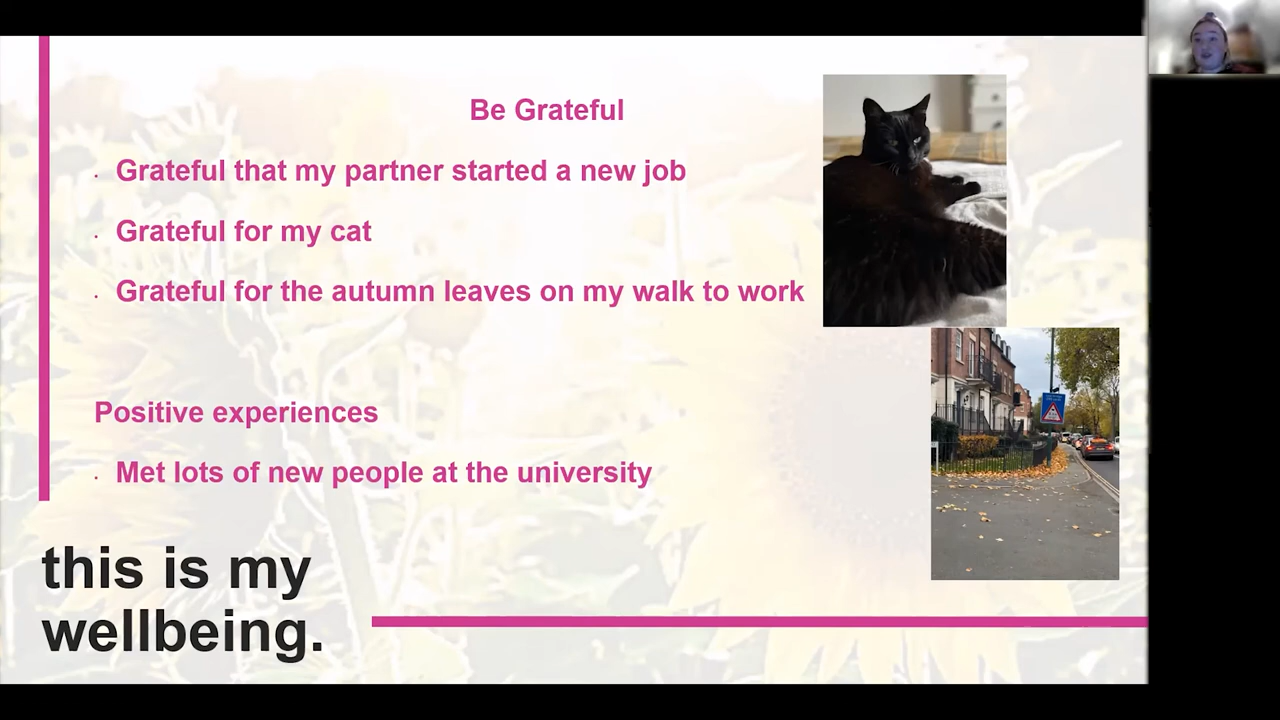 Be Grateful
Grateful that my partner started a new job
Grateful for my cat
Grateful for the autumn leaves on my walk to work
Positive experiences
Met lots of new people at the university
this is my
wellbeing.